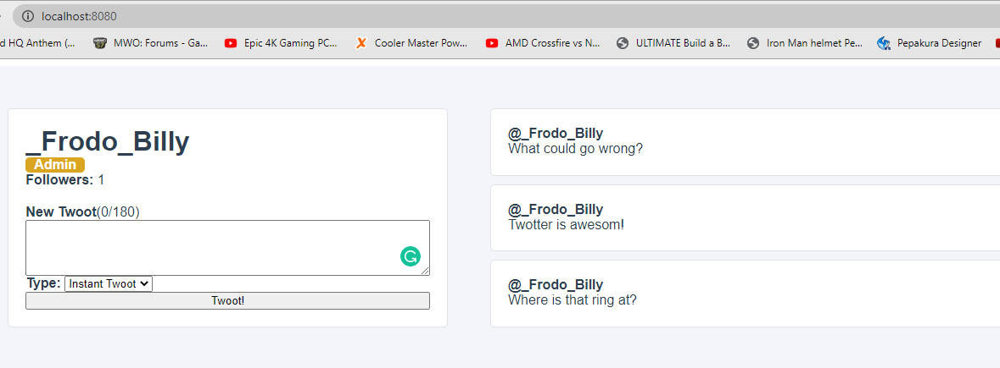 localhost:8080
d HQ Anthem (...
MWO: Forums - Ga...
Epic 4K Gaming PC...
Cooler Master Pow...
AMD Crossfire vs N...
ULTIMATE Build a B...
Iron Man helmet Pe...
Pepakura Designer
_Frodo_Billy
Admin
Followers: 1
New Twoot(0/180)
Type: Instant Twoot
Twoot!
@_Frodo_Billy
What could go wrong?
@_Frodo_Billy
Twotter is awesom!
@_Frodo_Billy
Where is that ring at?